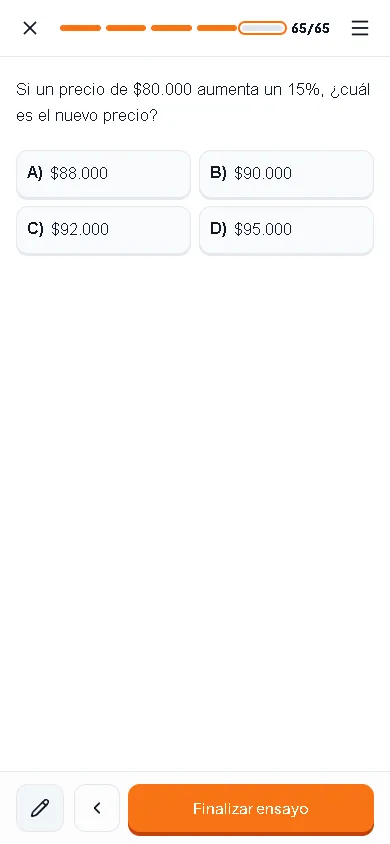 65/65
Si un precio de $80.000 aumenta un 15%, ¿cuál
es el nuevo precio?
A) $88.000
B) $90.000
C) $92.000
D) $95.000
Finalizar ensayo